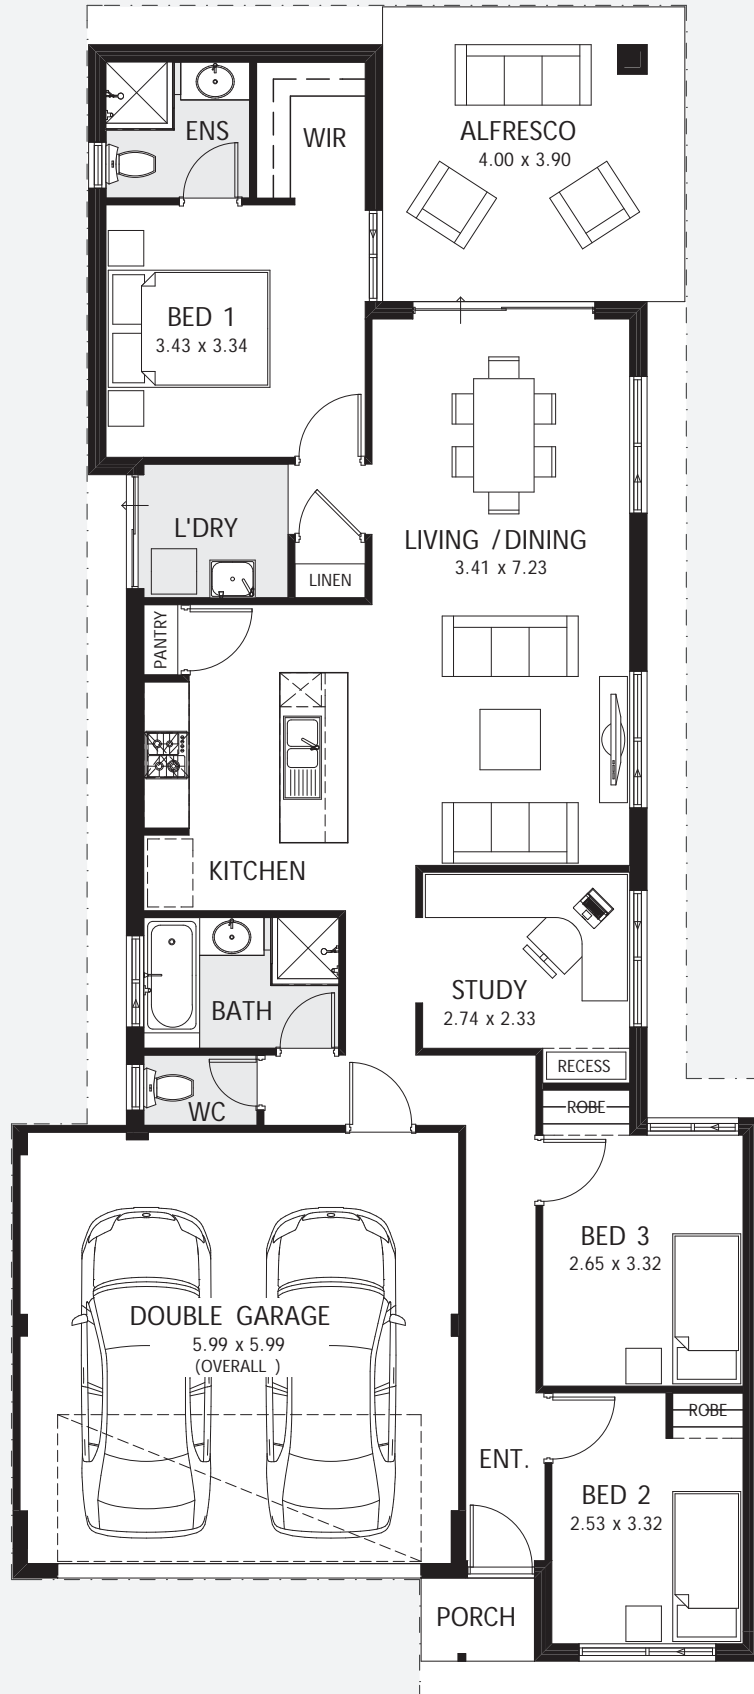 ENS
WIR
ALFRESCO
4.00 x 3.90
BED 1
3.43 x 3.34
L'DRY
LINEN
LIVING /DINING
3.41 x 7.23
PANTRY
KITCHEN
BATH
STUDY
2.74 x 2.33
RECESS
WC
ROBE
BED 3
2.65 x 3.32
DOUBLE GARAGE
5.99 x 5.99
(OVERALL )
ROBE
ENT.
BED 2
2.53 x 3.32
PORCH